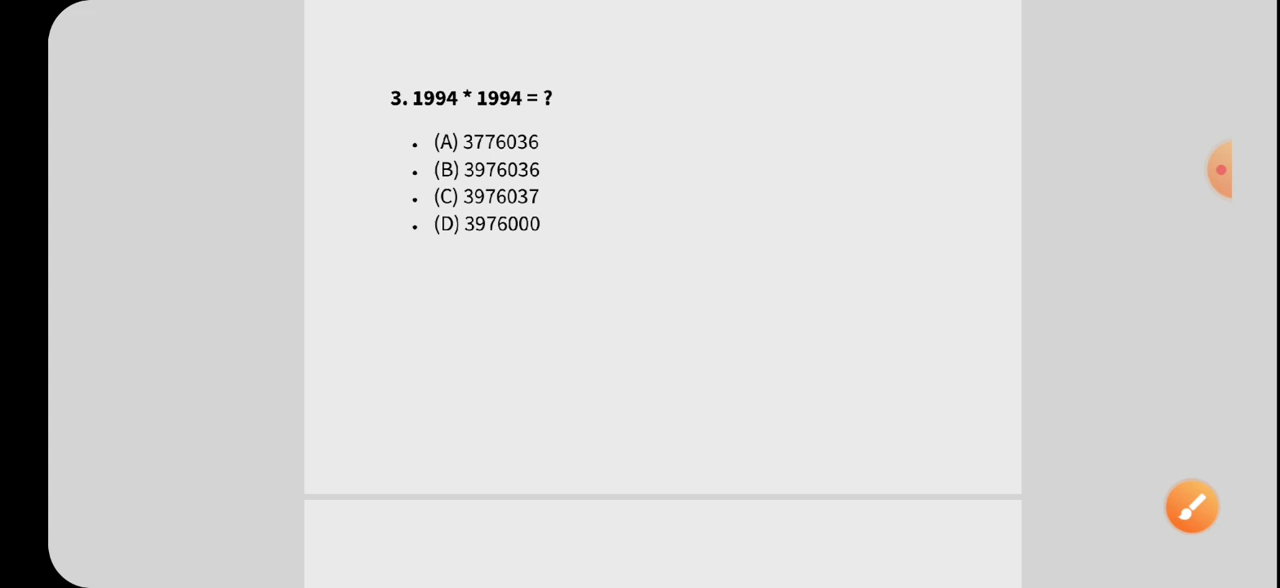 3. 1994 * 1994 = ?
• (A) 3776036
• (B) 3976036
• (C) 3976037
• (D) 3976000